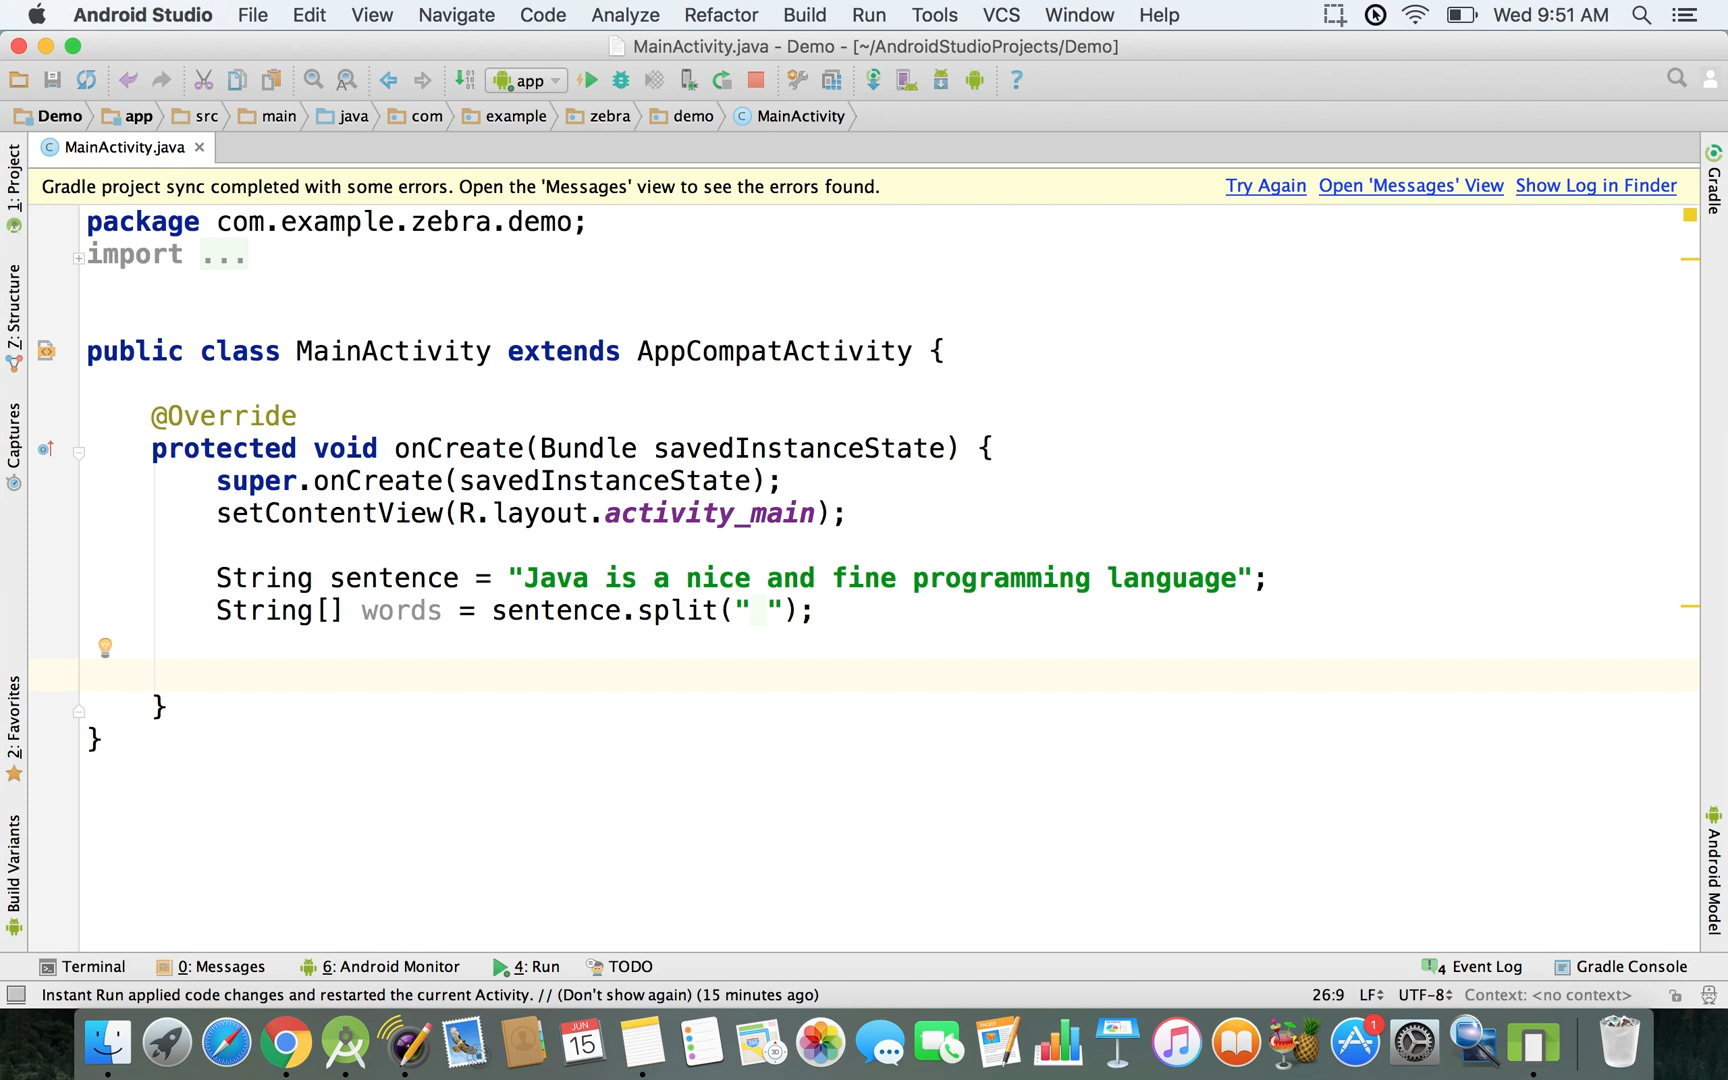 Android Studio File Edit View Navigate Code Analyze Refactor Build Run Tools VCS Window Help Wed 9:51 AM
MainActivity.java - Demo - [~/AndroidStudioProjects/Demo]
app ?
Demo app src main java com example zebra demo C MainActivity
C MainActivity.java
Gradle project sync completed with some errors. Open the 'Messages' view to see the errors found. Try Again Open 'Messages' View Show Log in Finder
package com.example.zebra.demo;
import ...
public class MainActivity extends AppCompatActivity {
@Override
protected void onCreate(Bundle savedInstanceState) {
super.onCreate(savedInstanceState);
setContentView(R.layout.activity_main);
String sentence = "Java is a nice and fine programming language";
String[] words = sentence.split(" ");
}
}
1: Project
7: Structure
Captures
2: Favorites
Build Variants
Gradle
Android Model
Terminal 0: Messages 6: Android Monitor 4: Run TODO 4 Event Log Gradle Console
Instant Run applied code changes and restarted the current Activity. // (Don't show again) (15 minutes ago) 26:9 LF UTF-8 Context: <no context>
JUN
15
3D
PAGES
1